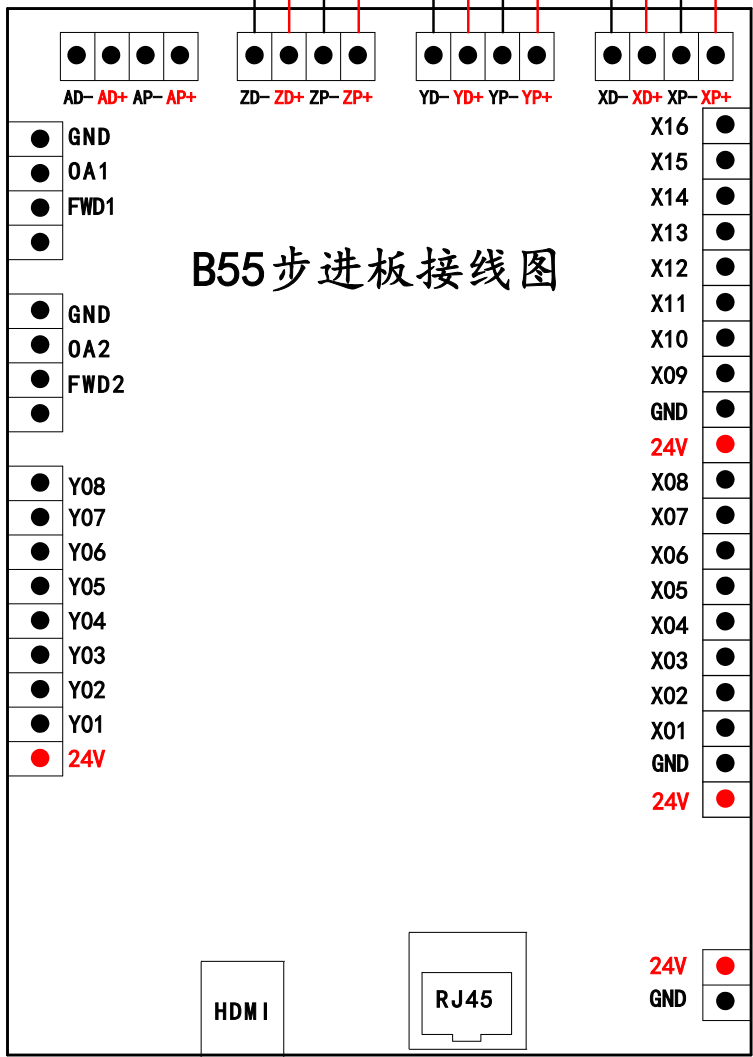 AD- AD+ AP- AP+
ZD- ZD+ ZP- ZP+
YD- YD+ YP- YP+
XD- XD+ XP- XP+
GND
OA1
FWD1
GND
OA2
FWD2
Y08
Y07
Y06
Y05
Y04
Y03
Y02
Y01
24V
B55步进板接线图
X16
X15
X14
X13
X12
X11
X10
X09
GND
24V
X08
X07
X06
X05
X04
X03
X02
X01
GND
24V
24V
GND
HDMI
RJ45